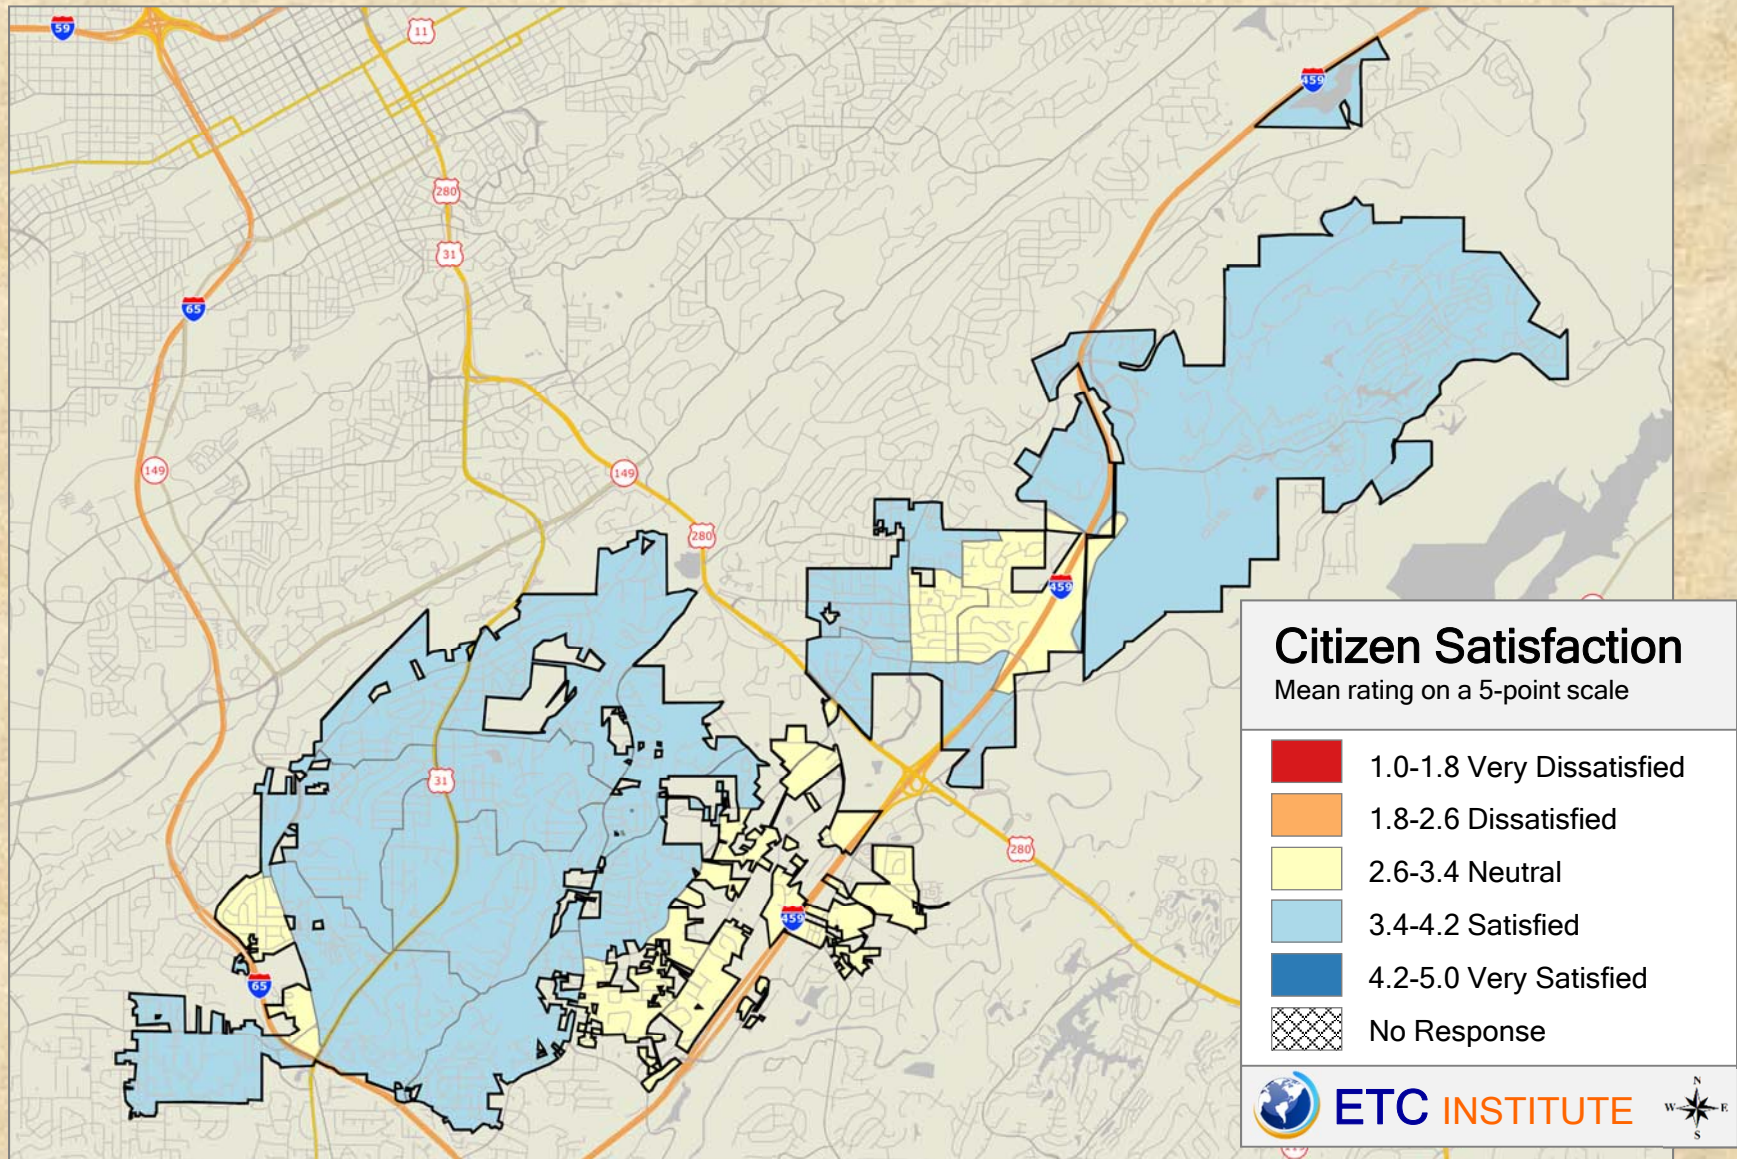 59
11
459
280
31
65
149
149
280
459
31
280
459
65
Citizen Satisfaction
Mean rating on a 5-point scale
1.0-1.8 Very Dissatisfied
1.8-2.6 Dissatisfied
2.6-3.4 Neutral
3.4-4.2 Satisfied
4.2-5.0 Very Satisfied
No Response
ETC INSTITUTE
N
W E
S